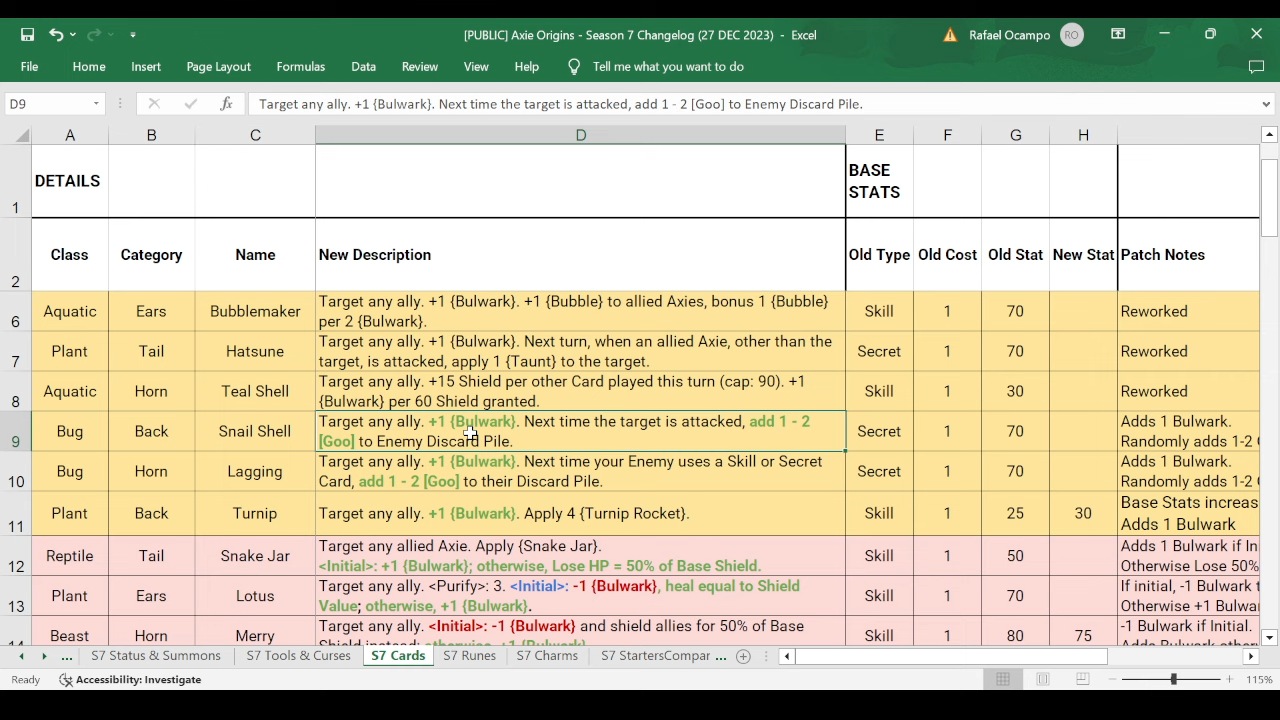 [PUBLIC] Axie Origins - Season 7 Changelog (27 DEC 2023) - Excel
Rafael Ocampo
RO
File Home Insert Page Layout Formulas Data Review View Help Tell me what you want to do
D9 fx Target any ally. +1 {Bulwark}. Next time the target is attacked, add 1 - 2 [Goo] to Enemy Discard Pile.
A B C D E F G H
1 DETAILS BASE
STATS
2 Class Category Name New Description Old Type Old Cost Old Stat New Stat Patch Notes
6 Aquatic Ears Bubblemaker Target any ally. +1 {Bulwark}. +1 {Bubble} to allied Axies, bonus 1 {Bubble} Skill 1 70 Reworked
per 2 {Bulwark}.
7 Plant Tail Hatsune Target any ally. +1 {Bulwark}. Next turn, when an allied Axie, other than the Secret 1 70 Reworked
target, is attacked, apply 1 {Taunt} to the target.
8 Aquatic Horn Teal Shell Target any ally. +15 Shield per other Card played this turn (cap: 90). +1 Skill 1 30 Reworked
{Bulwark} per 60 Shield granted.
9 Bug Back Snail Shell Target any ally. +1 {Bulwark}. Next time the target is attacked, add 1 - 2 Secret 1 70 Adds 1 Bulwark.
[Goo] to Enemy Discard Pile. Randomly adds 1-2
10 Bug Horn Lagging Target any ally. +1 {Bulwark}. Next time your Enemy uses a Skill or Secret Secret 1 70 Adds 1 Bulwark.
Card, add 1 - 2 [Goo] to their Discard Pile. Randomly adds 1-2
11 Plant Back Turnip Target any ally. +1 {Bulwark}. Apply 4 {Turnip Rocket}. Skill 1 25 30 Base Stats increas
Adds 1 Bulwark
12 Reptile Tail Snake Jar Target any allied Axie. Apply {Snake Jar}. Skill 1 50 Adds 1 Bulwark if In
<Initial>: +1 {Bulwark}; otherwise, Lose HP = 50% of Base Shield. Otherwise Lose 50%
13 Plant Ears Lotus Target any ally. <Purify>: 3. <Initial>: -1 {Bulwark}, heal equal to Shield Skill 1 70 If initial, -1 Bulwark
Value; otherwise, +1 {Bulwark}. Otherwise +1 Bulwa
Beast Horn Merry Target any ally. <Initial>: -1 {Bulwark} and shield allies for 50% of Base Skill 1 80 75 -1 Bulwark if Initial.
... S7 Status & Summons S7 Tools & Curses S7 Cards S7 Runes S7 Charms S7 StartersCompar ...
Ready Accessibility: Investigate 115%